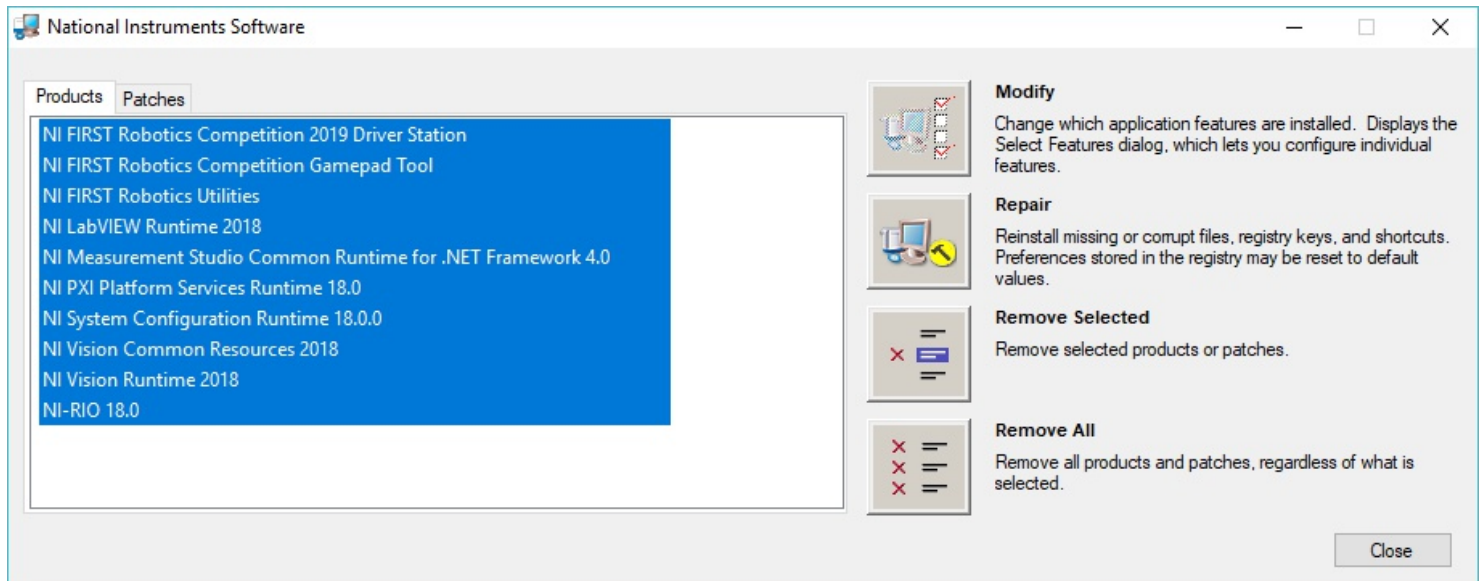 National Instruments Software
Products
Patches
NI FIRST Robotics Competition 2019 Driver Station
NI FIRST Robotics Competition Gamepad Tool
NI FIRST Robotics Utilities
NI LabVIEW Runtime 2018
NI Measurement Studio Common Runtime for .NET Framework 4.0
NI PXI Platform Services Runtime 18.0
NI System Configuration Runtime 18.0.0
NI Vision Common Resources 2018
NI Vision Runtime 2018
NI-RIO 18.0
Modify
Change which application features are installed. Displays the
Select Features dialog, which lets you configure individual
features.
Repair
Reinstall missing or corrupt files, registry keys, and shortcuts.
Preferences stored in the registry may be reset to default
values.
Remove Selected
Remove selected products or patches.
Remove All
Remove all products and patches, regardless of what is
selected.
Close